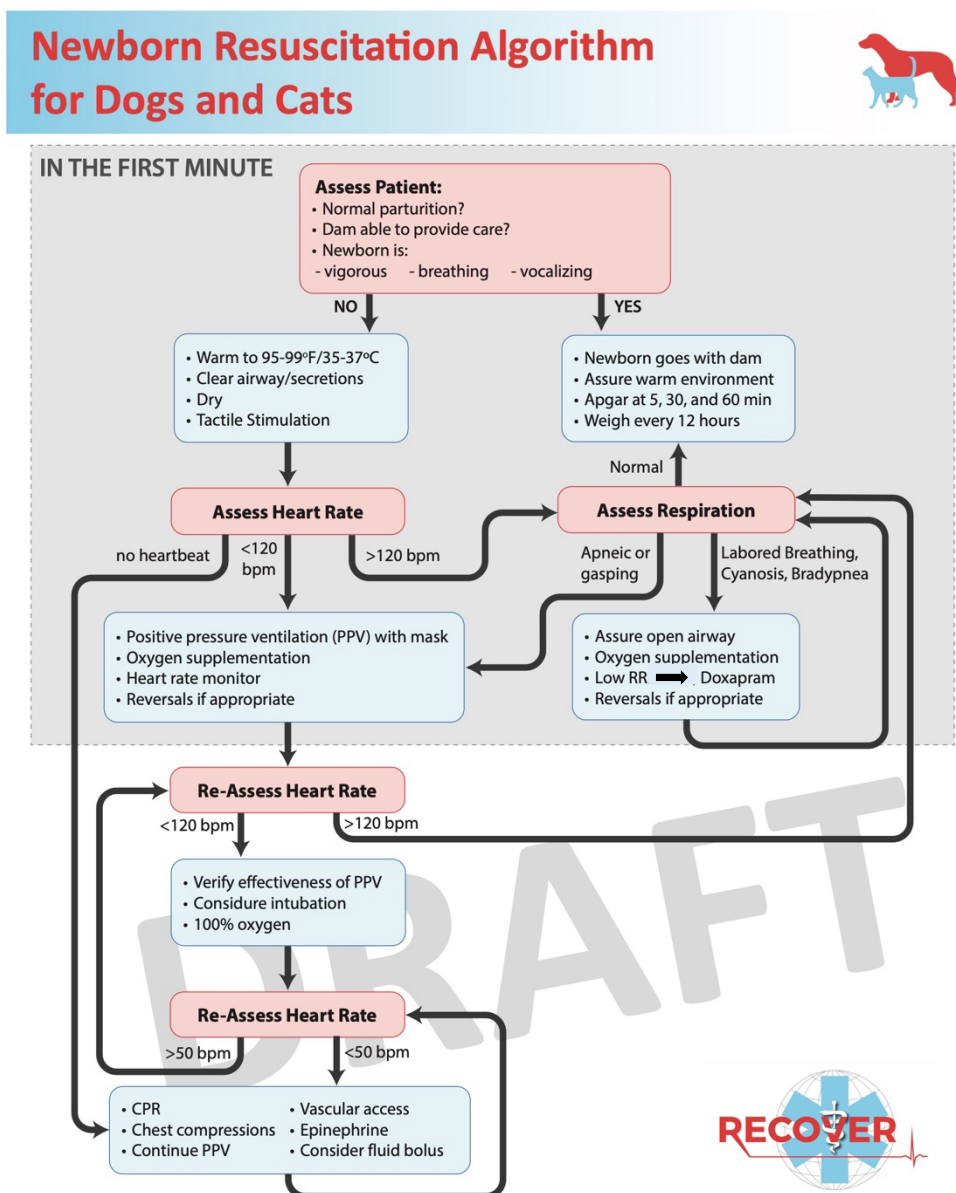 Newborn Resuscitation Algorithm
for Dogs and Cats
IN THE FIRST MINUTE
Assess Patient:
• Normal parturition?
• Dam able to provide care?
• Newborn is:
- vigorous - breathing - vocalizing
NO
YES
• Warm to 95-99ºF/35-37ºC
• Clear airway/secretions
• Dry
• Tactile Stimulation
• Newborn goes with dam
• Assure warm environment
• Apgar at 5, 30, and 60 min
• Weigh every 12 hours
Normal
Assess Heart Rate
Assess Respiration
no heartbeat
<120
bpm
>120 bpm
Apneic or
gasping
Labored Breathing,
Cyanosis, Bradypnea
• Positive pressure ventilation (PPV) with mask
• Oxygen supplementation
• Heart rate monitor
• Reversals if appropriate
• Assure open airway
• Oxygen supplementation
• Low RR → Doxapram
• Reversals if appropriate
Re-Assess Heart Rate
<120 bpm
>120 bpm
• Verify effectiveness of PPV
• Considure intubation
• 100% oxygen
Re-Assess Heart Rate
>50 bpm
<50 bpm
• CPR
• Chest compressions
• Continue PPV
• Vascular access
• Epinephrine
• Consider fluid bolus
DRAFT
RECOVER